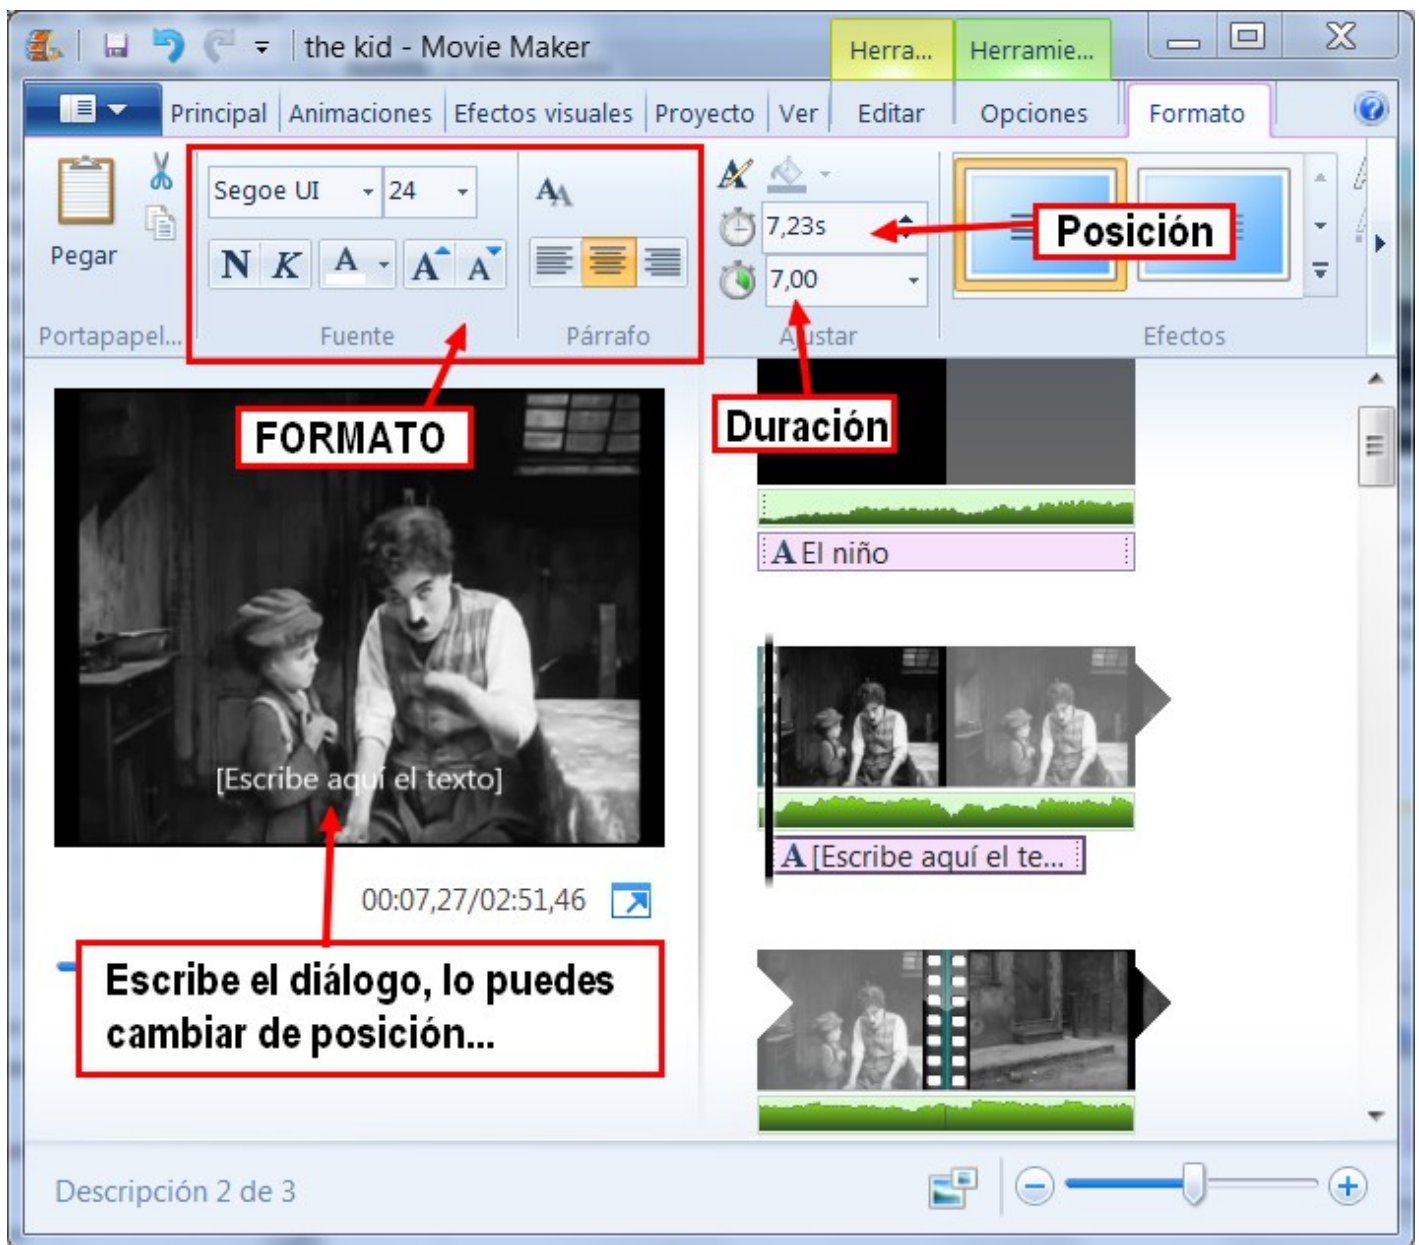 the kid - Movie Maker
Herra...
Herramie...
Principal
Animaciones
Efectos visuales
Proyecto
Ver
Editar
Opciones
Formato
Pegar
Portapapel...
Segoe UI
24
N K A A A
Fuente
AA
Párrafo
A
7,23s
7,00
Ajustar
Posición
Efectos
FORMATO
Duración
[Escribe aquí el texto]
00:07,27/02:51,46
Escribe el diálogo, lo puedes
cambiar de posición...
A El niño
A [Escribe aquí el te...
Descripción 2 de 3